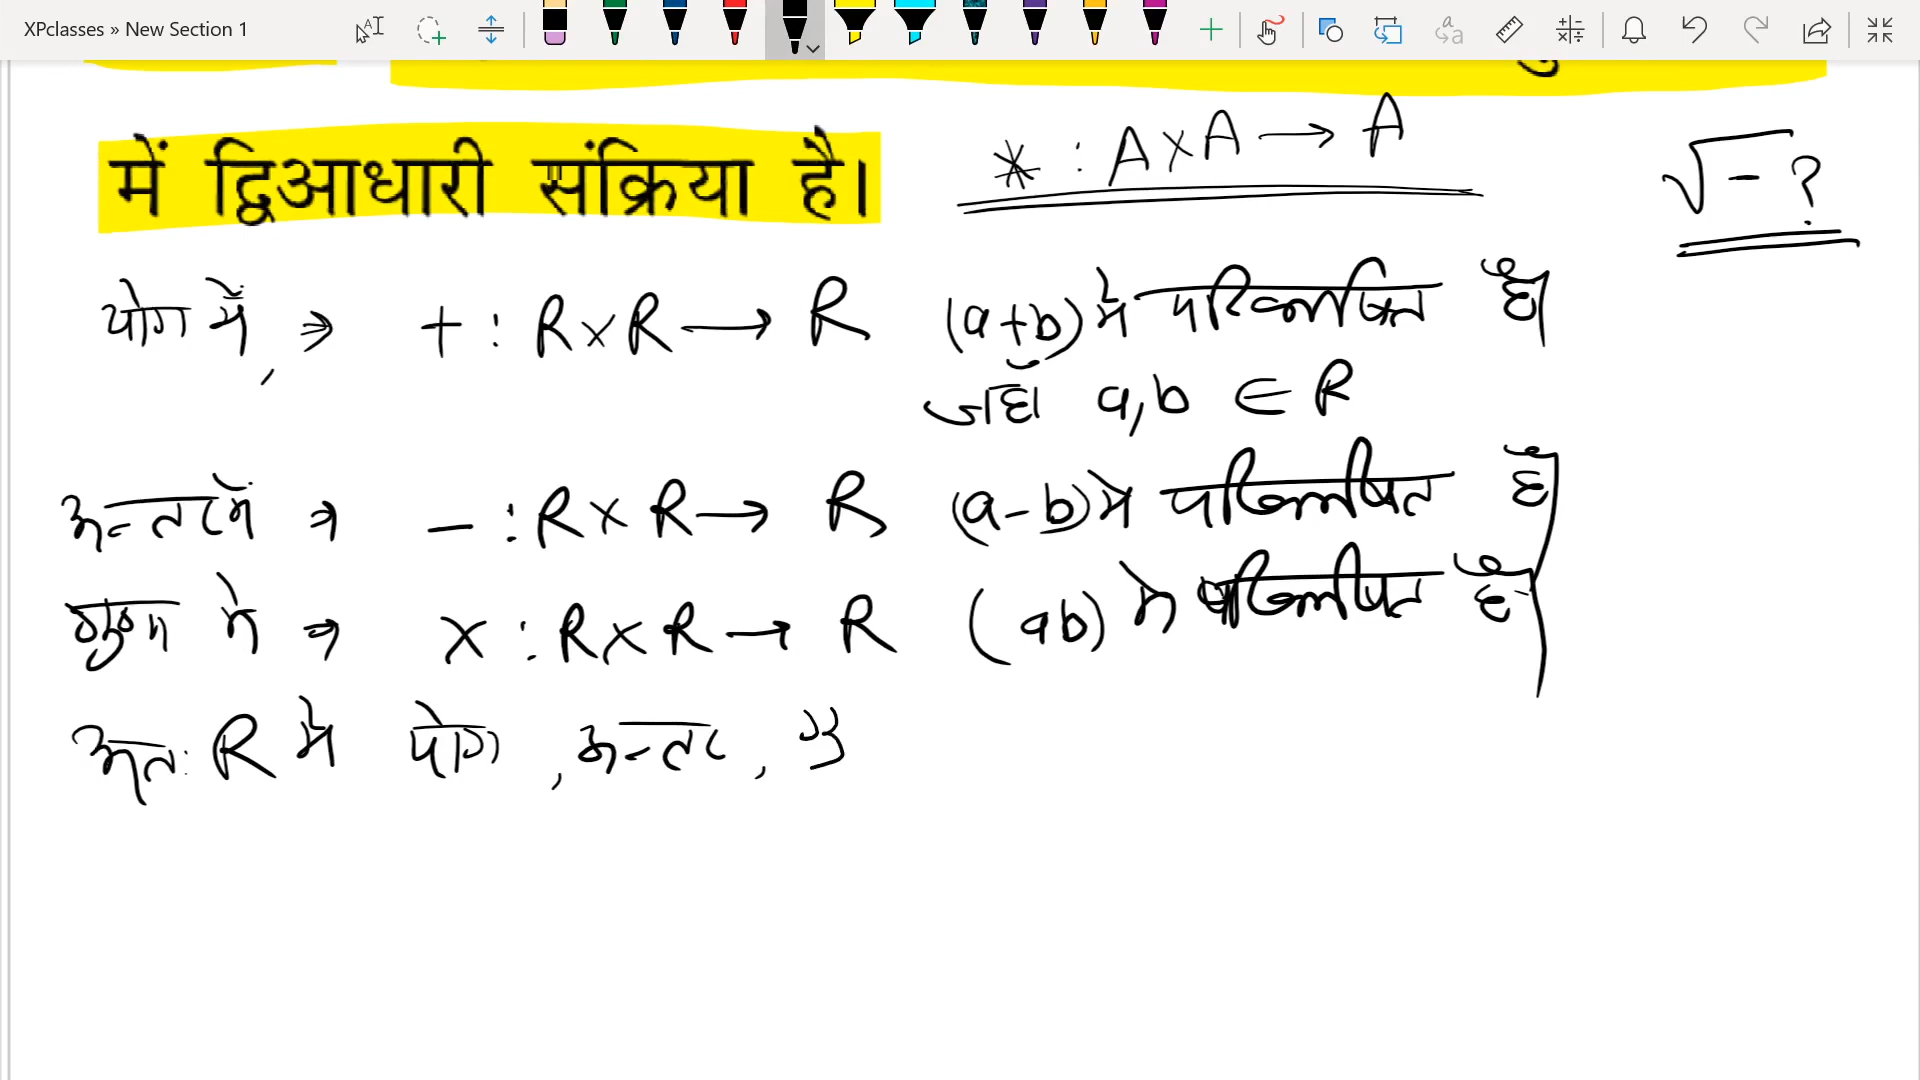 XPclasses » New Section 1
में द्विआधारी संक्रिया है। * : A × A → A √- ?
योग में, ⇒ + : R × R → R (a+b) में परिभाषित है।
जहाँ a, b ∈ R
अन्तर में ⇒ - : R × R → R (a-b) में परिभाषित है
गुणन में ⇒ × : R × R → R (ab) में परिभाषित है
अतः R में योग, अन्तर,